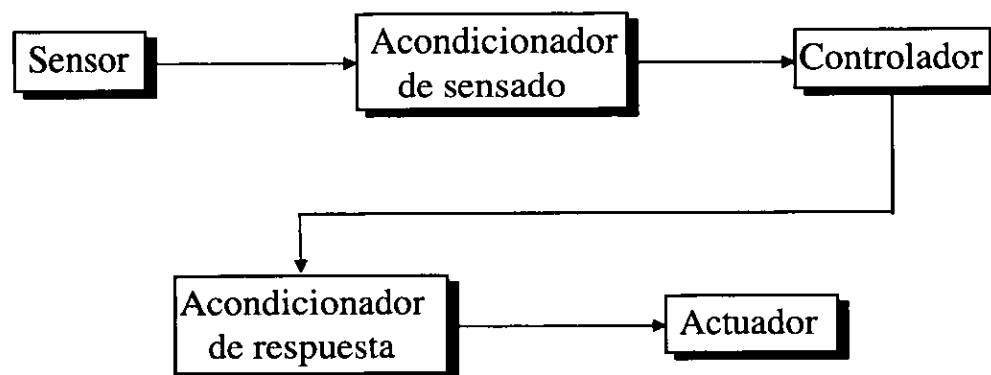 Sensor
Acondicionador
de sensado
Controlador
Acondicionador
de respuesta
Actuador